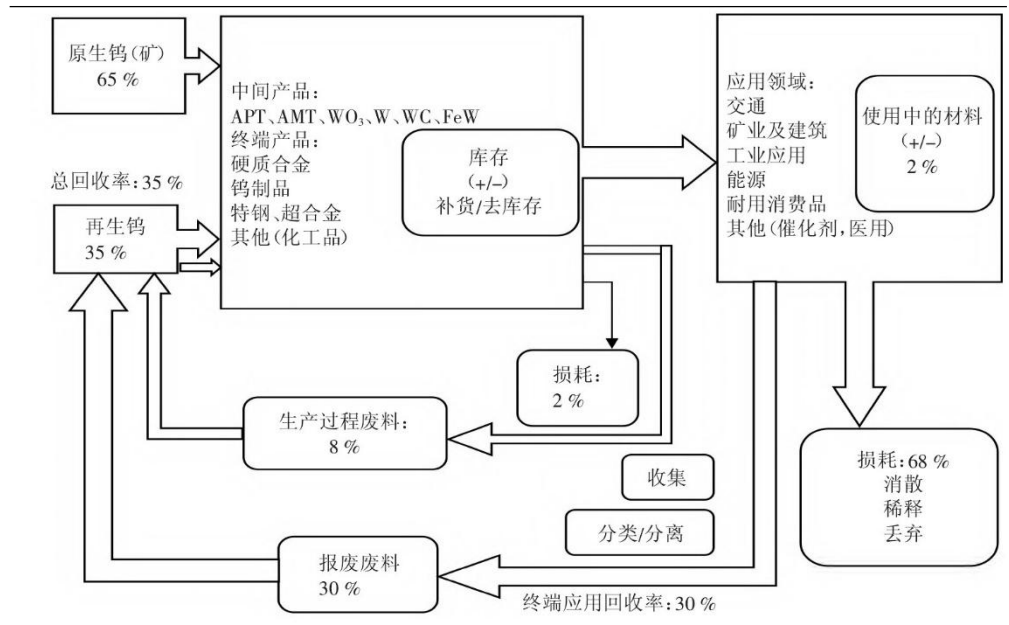 原生钨(矿)
65 %
总回收率:35 %
再生钨
35 %
中间产品:
APT、AMT、WO₃、W、WC、FeW
终端产品:
硬质合金
钨制品
特钢、超合金
其他(化工品)
库存
(+/–)
补货/去库存
应用领域:
交通
矿业及建筑
工业应用
能源
耐用消费品
其他(催化剂,医用)
使用中的材料
(+/–)
2 %
损耗:
2 %
生产过程废料:
8 %
收集
分类/分离
损耗:68 %
消散
稀释
丢弃
报废废料
30 %
终端应用回收率:30 %